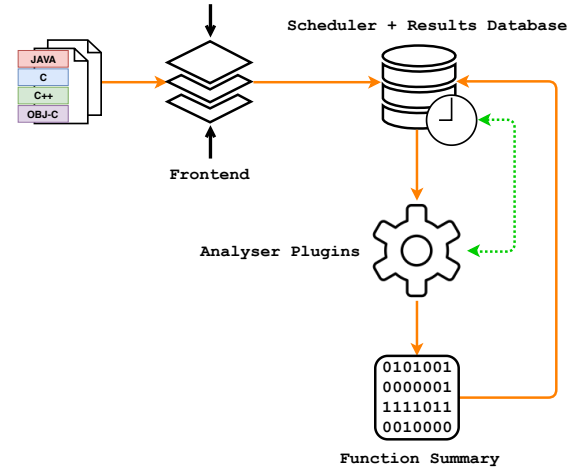 Scheduler + Results Database
JAVA
C
C++
OBJ-C
Frontend
Analyser Plugins
0101001
0000001
1111011
0010000
Function Summary